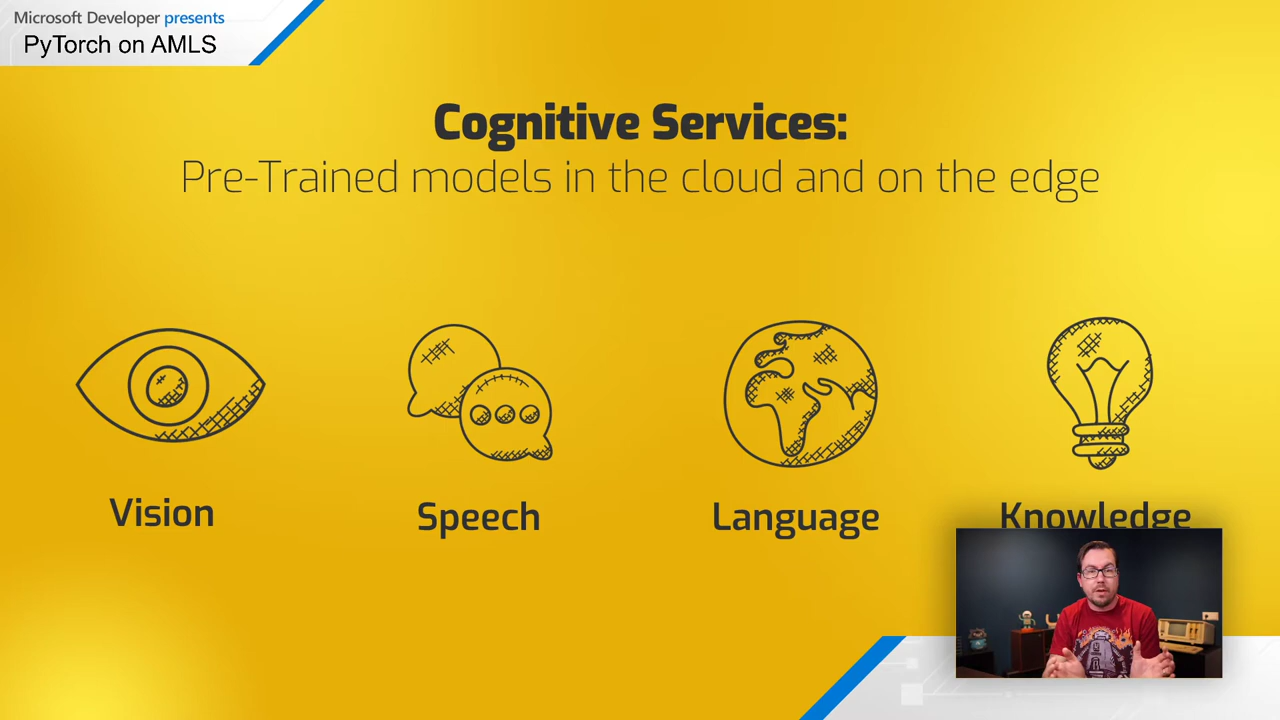 Microsoft Developer presents
PyTorch on AMLS
Cognitive Services:
Pre-Trained models in the cloud and on the edge
Vision
Speech
Language
Knowledge